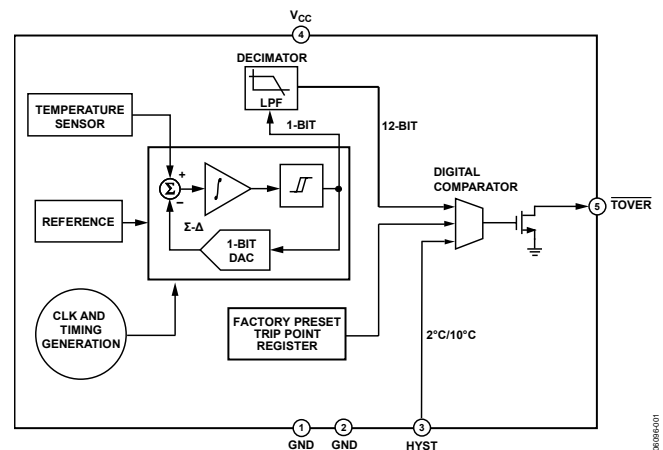 VCC
4
DECIMATOR
LPF
TEMPERATURE
SENSOR
1-BIT
12-BIT
+
Σ
−
∫
DIGITAL
COMPARATOR
REFERENCE
Σ-Δ
1-BIT
DAC
5
TOVER
CLK AND
TIMING
GENERATION
FACTORY PRESET
TRIP POINT
REGISTER
2°C/10°C
1
2
3
GND
GND
HYST
06096-001